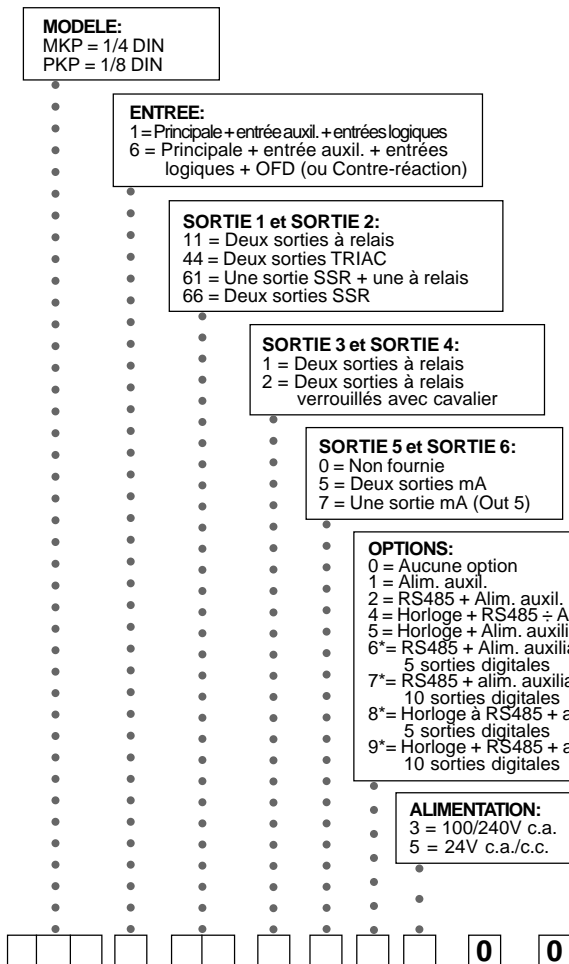 MODELE:
MKP = 1/4 DIN
PKP = 1/8 DIN
ENTREE:
1 = Principale + entrée auxil. + entrées logiques
6 = Principale + entrée auxil. + entrées
logiques + OFD (ou Contre-réaction)
SORTIE 1 et SORTIE 2:
11 = Deux sorties à relais
44 = Deux sorties TRIAC
61 = Une sortie SSR + une à relais
66 = Deux sorties SSR
SORTIE 3 et SORTIE 4:
1 = Deux sorties à relais
2 = Deux sorties à relais
verrouillés avec cavalier
SORTIE 5 et SORTIE 6:
0 = Non fournie
5 = Deux sorties mA
7 = Une sortie mA (Out 5)
OPTIONS:
0 = Aucune option
1 = Alim. auxil.
2 = RS485 + Alim. auxil.
4 = Horloge + RS485 ÷
5 = Horloge + Alim.
6*= RS485 + Alim.
5 sorties digitales
7*= RS485 + alim.
10 sorties digitales
8*= Horloge à RS485 +
5 sorties digitales
9*= Horloge + RS485 +
10 sorties digitales
ALIMENTATION:
3 = 100/240V c.a.
5 = 24V c.a./c.c.
0 0